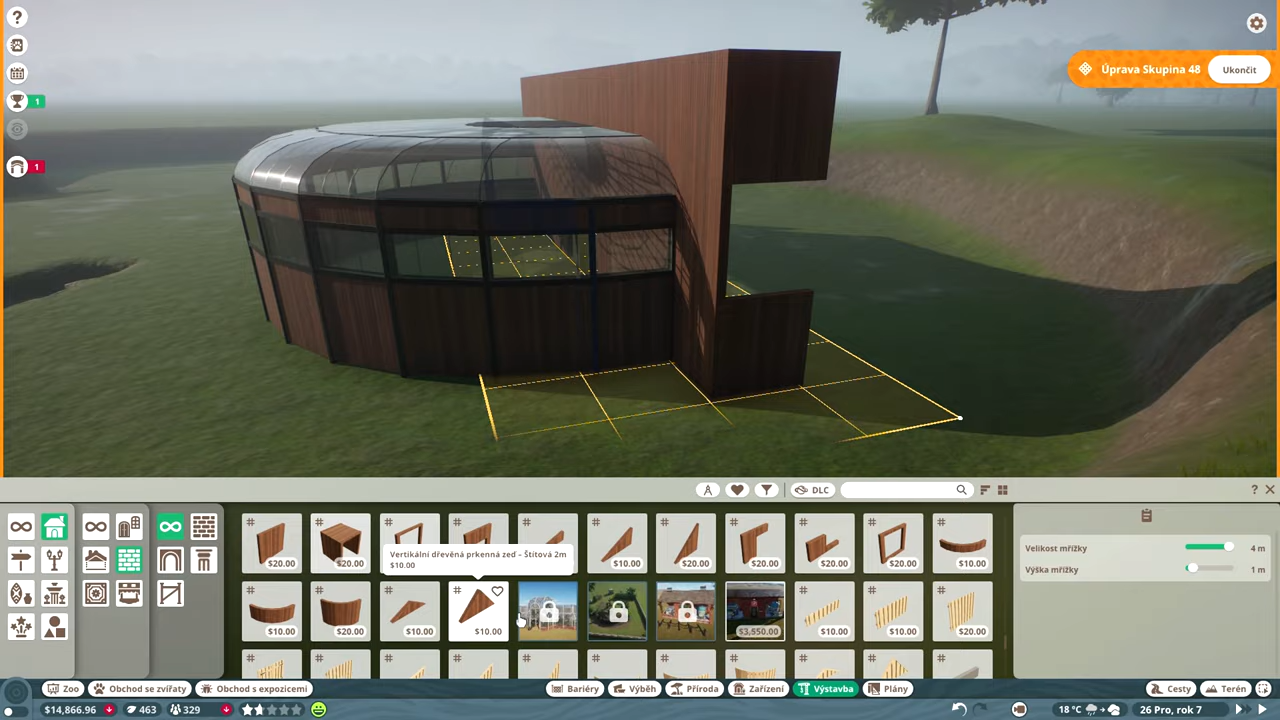 ?
Úprava Skupina 48
Ukončit
1
1
DLC
?
Vertikální dřevěná prkenná zeď - Štítová 2m
$10.00
$20.00
$20.00
$10.00
$20.00
$20.00
$20.00
$20.00
$10.00
$10.00
$20.00
$10.00
$10.00
$3,550.00
$10.00
$10.00
$20.00
Velikost mřížky 4 m
Výška mřížky 1 m
Zoo
Obchod se zvířaty
Obchod s expozicemi
Bariéry
Výběh
Příroda
Zařízení
Výstavba
Plány
Cesty
Terén
$14,866.96
463
329
18 °C
26 Pro, rok 7